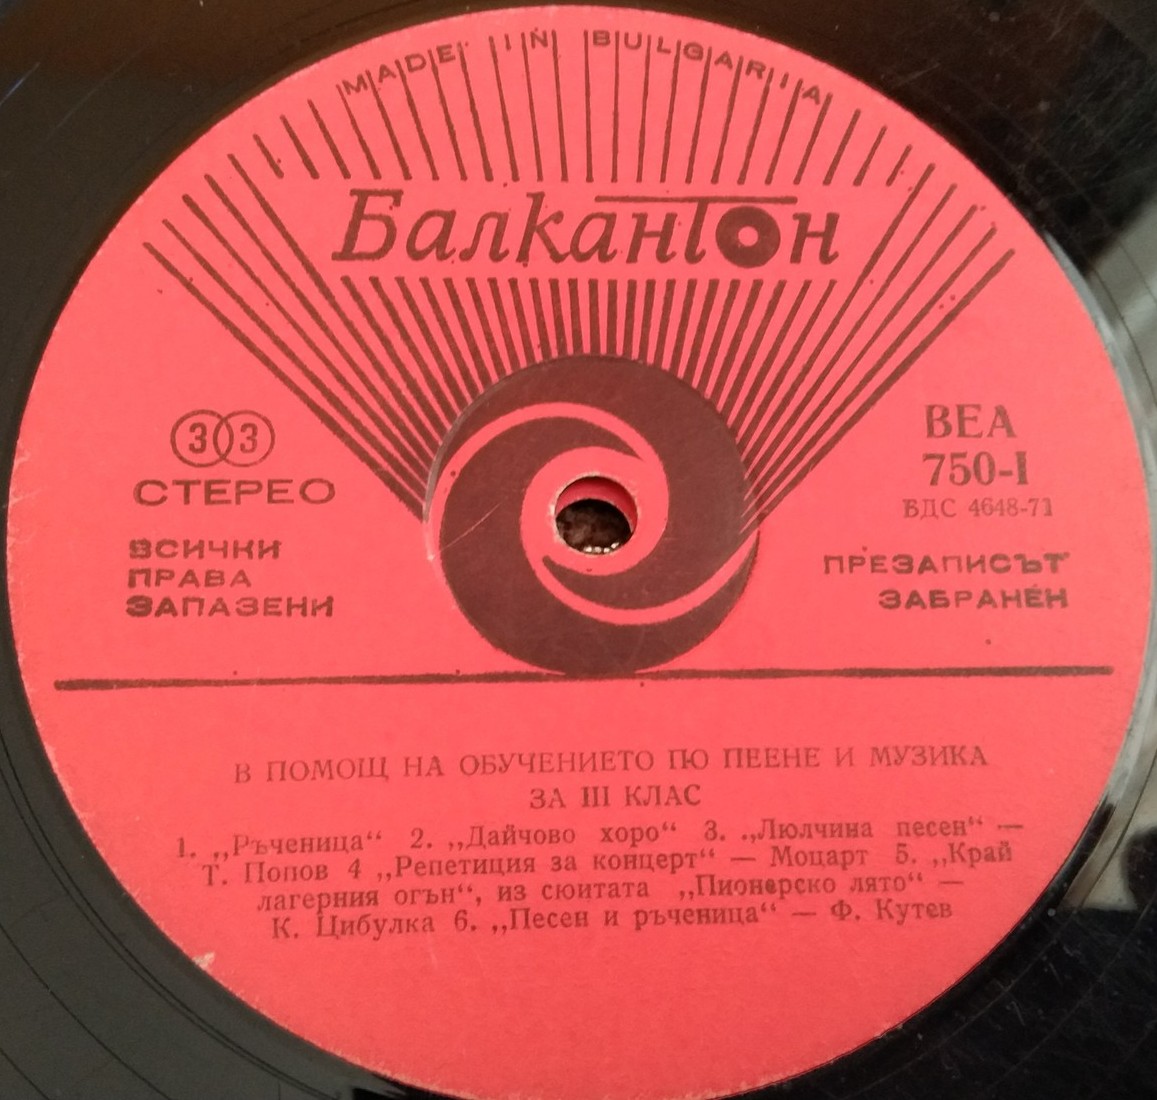 MADE IN BULGARIA
Балкантон
33
СТЕРЕО
ВСИЧКИ
ПРАВА
ЗАПАЗЕНИ
ВЕА
750-I
БДС 4648-71
ПРЕЗАПИСЪТ
ЗАБРАНЕН
В ПОМОЩ НА ОБУЧЕНИЕТО ПО ПЕЕНЕ И МУЗИКА
ЗА III КЛАС
1. „Ръченица“ 2. „Дайчово хоро“ 3. „Люлчина песен“ —
Т. Попов 4 „Репетиция за концерт“ — Моцарт 5. „Край
лагерния огън“, из сюитата „Пионерско лято“ —
К. Цибулка 6. „Песен и ръченица“ — Ф. Кутев